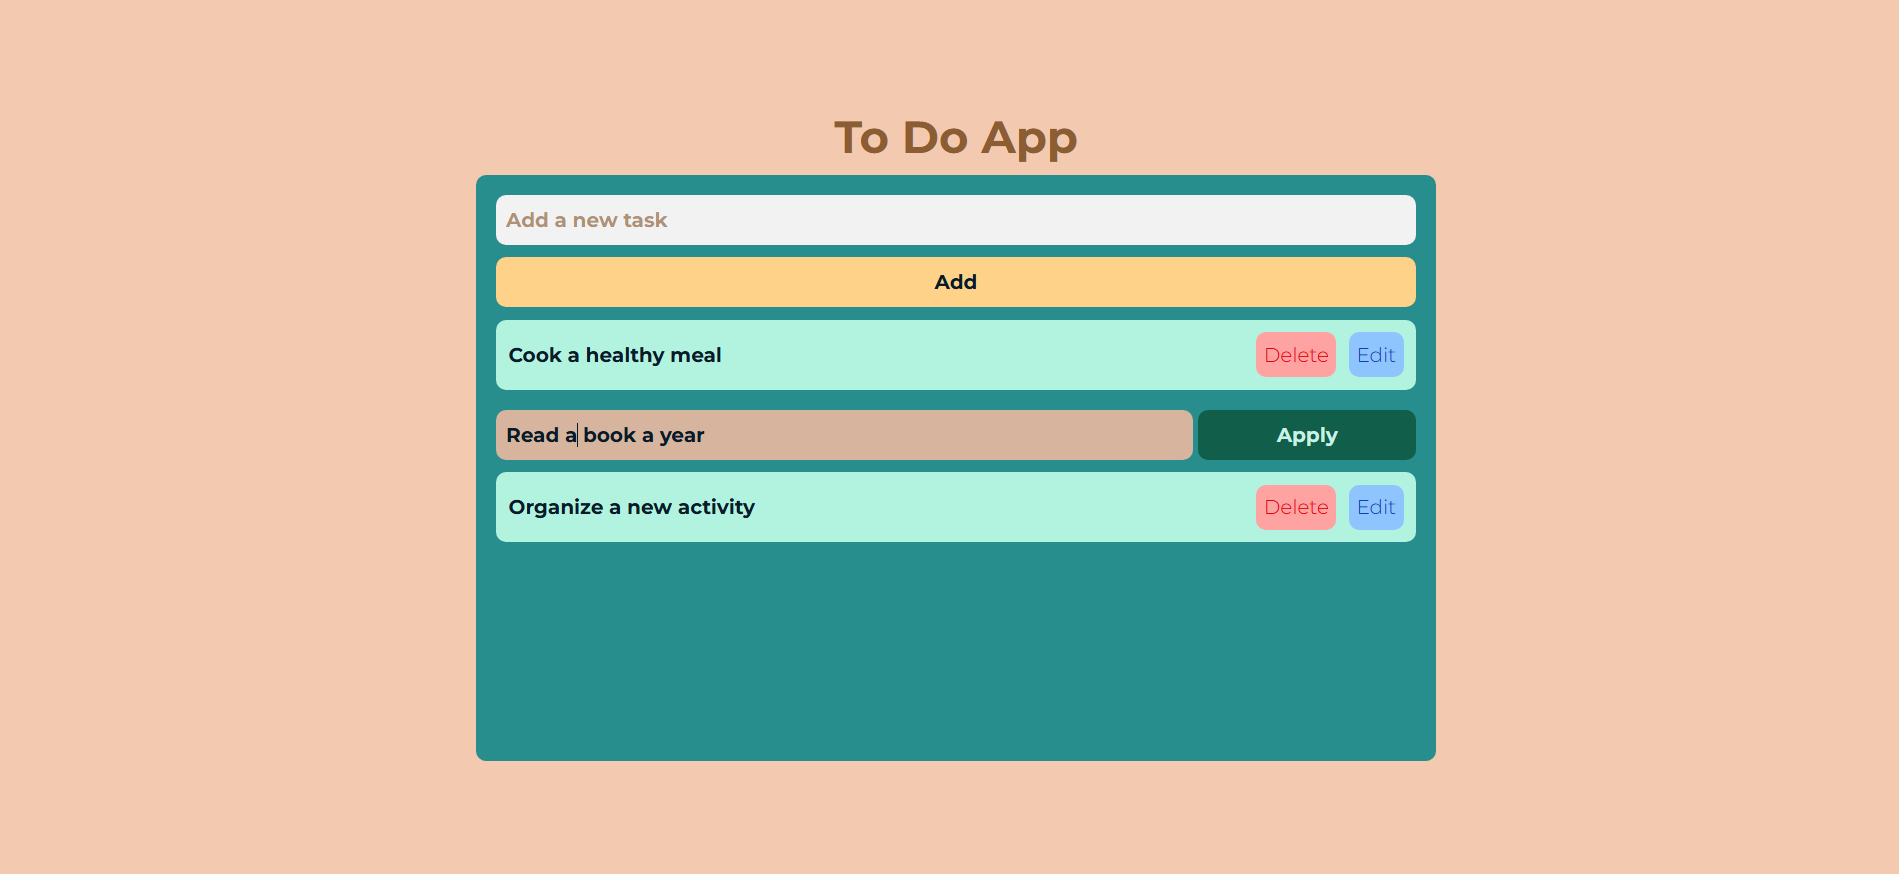 To Do App
Add a new task
Add
Cook a healthy meal Delete Edit
Read a book a year Apply
Organize a new activity Delete Edit